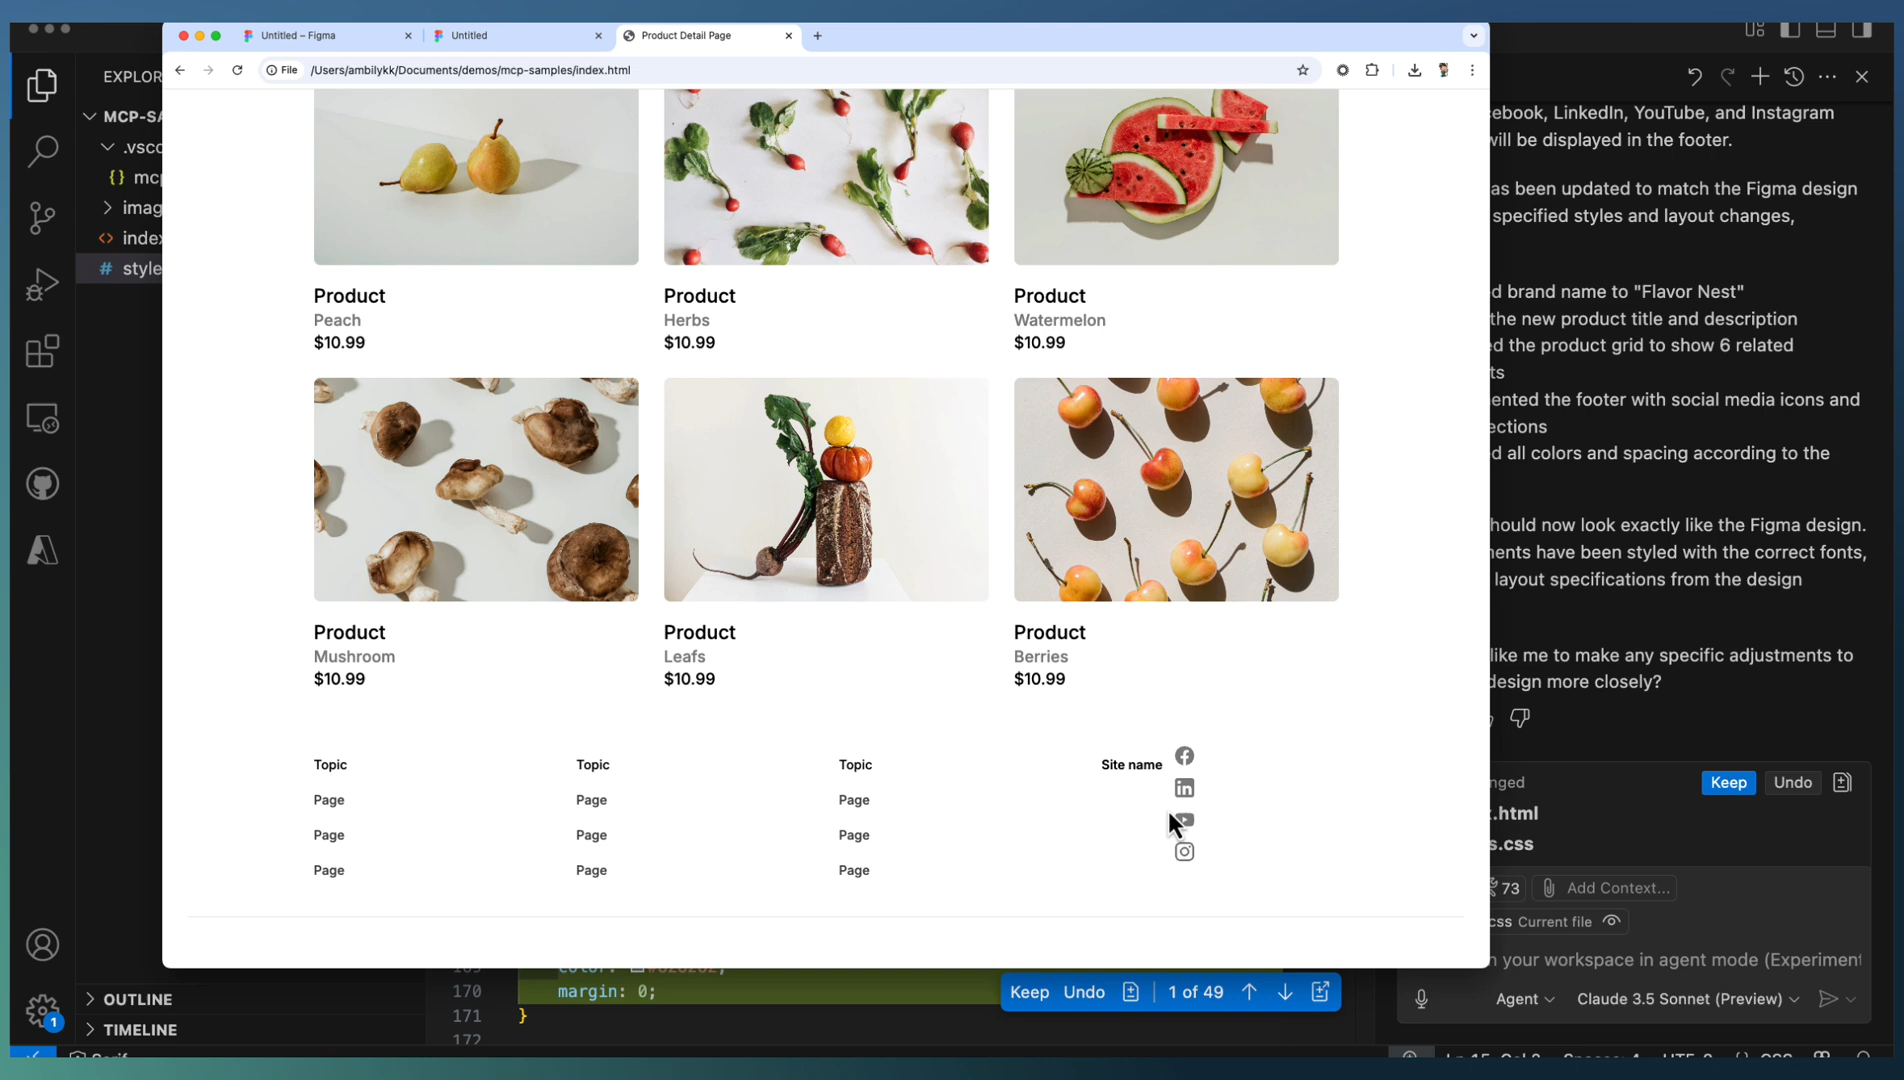 Untitled – Figma
Untitled
Product Detail Page
File
/Users/ambilykk/Documents/demos/mcp-samples/index.html
EXPLOR
MCP-SA
.vsco
{} mc
imag
<> index
# style
OUTLINE
TIMELINE
1
Product
Peach
$10.99
Product
Herbs
$10.99
Product
Watermelon
$10.99
Product
Mushroom
$10.99
Product
Leafs
$10.99
Product
Berries
$10.99
Topic
Page
Page
Page
Topic
Page
Page
Page
Topic
Page
Page
Page
Site name
170 margin: 0;
171 }
172
Keep Undo 1 of 49
cebook, LinkedIn, YouTube, and Instagram
will be displayed in the footer.
as been updated to match the Figma design
specified styles and layout changes,
d brand name to "Flavor Nest"
the new product title and description
ed the product grid to show 6 related
ts
ented the footer with social media icons and
ections
d all colors and spacing according to the
hould now look exactly like the Figma design.
nents have been styled with the correct fonts,
layout specifications from the design
like me to make any specific adjustments to
design more closely?
nged
Keep Undo
.html
s.css
73 Add Context...
css Current file
n your workspace in agent mode (Experiment
Agent Claude 3.5 Sonnet (Preview)